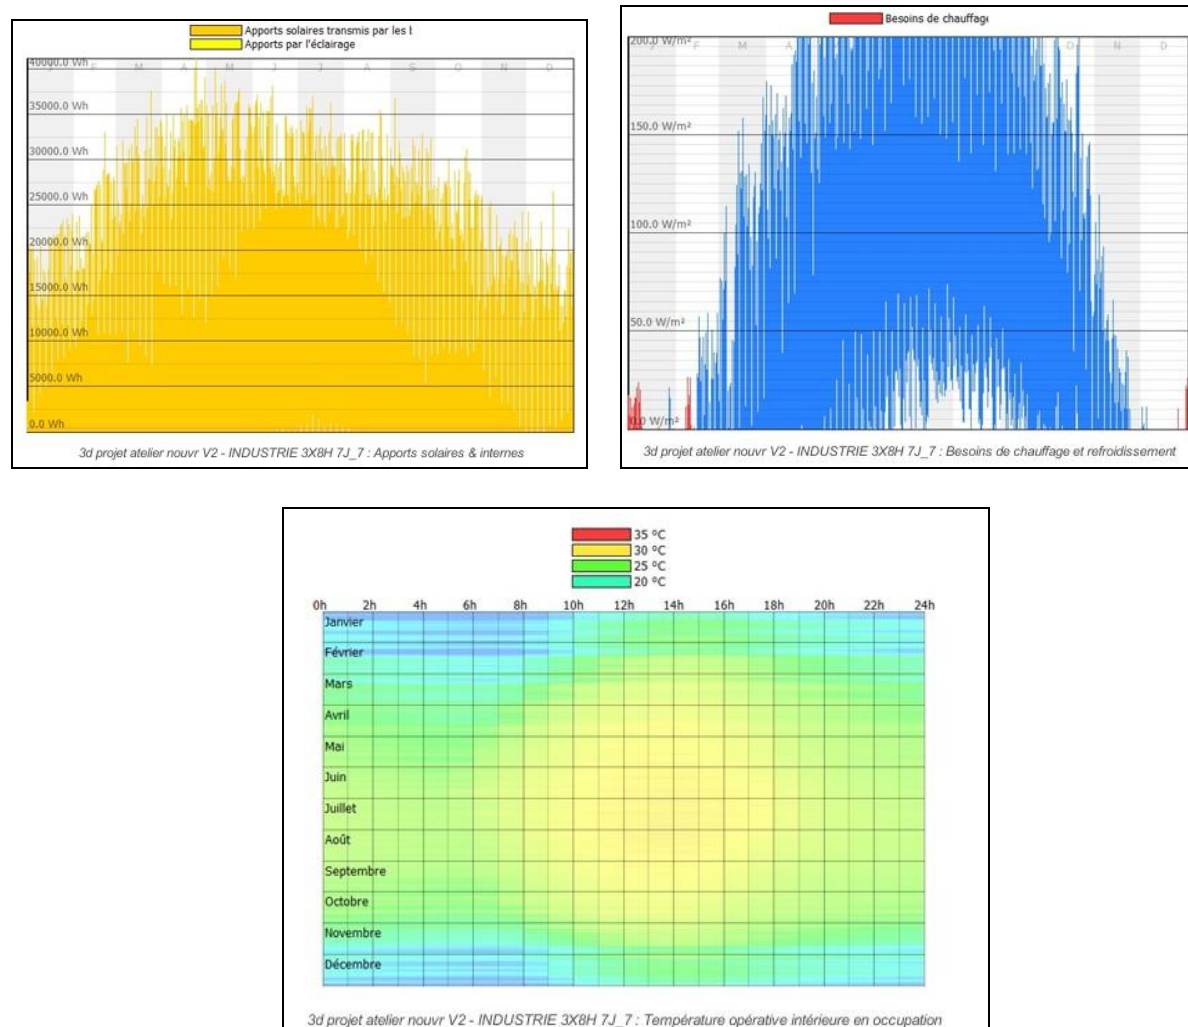 Apports solaires transmis par les l
Apports par l'éclairage
40000.0 Wh
J F M A M J J A S O N D
35000.0 Wh
30000.0 Wh
25000.0 Wh
20000.0 Wh
15000.0 Wh
10000.0 Wh
5000.0 Wh
0.0 Wh
3d projet atelier nouvr V2 - INDUSTRIE 3X8H 7J_7 : Apports solaires & internes
Besoins de chauffage
200.0 W/m²
F M A O N D
150.0 W/m²
100.0 W/m²
50.0 W/m²
0.0 W/m²
3d projet atelier nouvr V2 - INDUSTRIE 3X8H 7J_7 : Besoins de chauffage et refroidissement
35 °C
30 °C
25 °C
20 °C
0h 2h 4h 6h 8h 10h 12h 14h 16h 18h 20h 22h 24h
Janvier
Février
Mars
Avril
Mai
Juin
Juillet
Août
Septembre
Octobre
Novembre
Décembre
3d projet atelier nouvr V2 - INDUSTRIE 3X8H 7J_7 : Température opérative intérieure en occupation